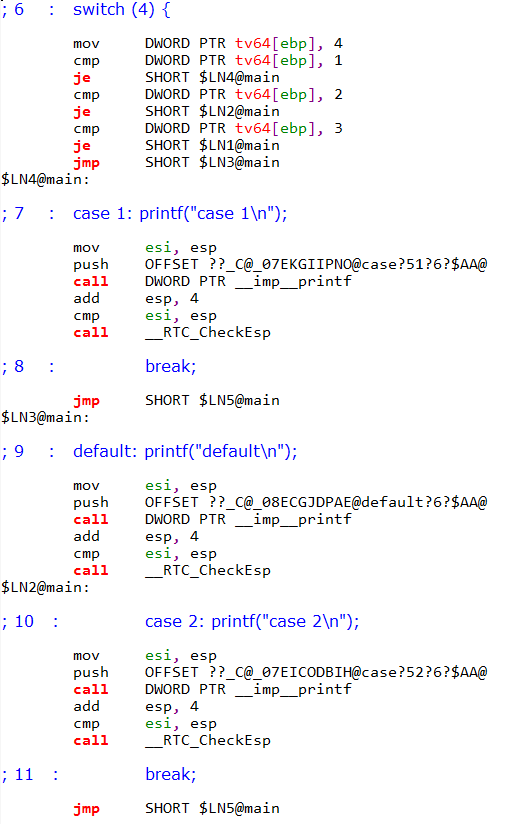 ; 6 : switch (4) {
mov DWORD PTR tv64[ebp], 4
cmp DWORD PTR tv64[ebp], 1
je SHORT $LN4@main
cmp DWORD PTR tv64[ebp], 2
je SHORT $LN2@main
cmp DWORD PTR tv64[ebp], 3
je SHORT $LN1@main
jmp SHORT $LN3@main
$LN4@main:
; 7 : case 1: printf("case 1\n");
mov esi, esp
push OFFSET ??_C@_07EKGIIPNO@case?51?6?$AA@
call DWORD PTR __imp__printf
add esp, 4
cmp esi, esp
call __RTC_CheckEsp
; 8 : break;
jmp SHORT $LN5@main
$LN3@main:
; 9 : default: printf("default\n");
mov esi, esp
push OFFSET ??_C@_08ECGJDPAE@default?6?$AA@
call DWORD PTR __imp__printf
add esp, 4
cmp esi, esp
call __RTC_CheckEsp
$LN2@main:
; 10 : case 2: printf("case 2\n");
mov esi, esp
push OFFSET ??_C@_07EICODBIH@case?52?6?$AA@
call DWORD PTR __imp__printf
add esp, 4
cmp esi, esp
call __RTC_CheckEsp
; 11 : break;
jmp SHORT $LN5@main